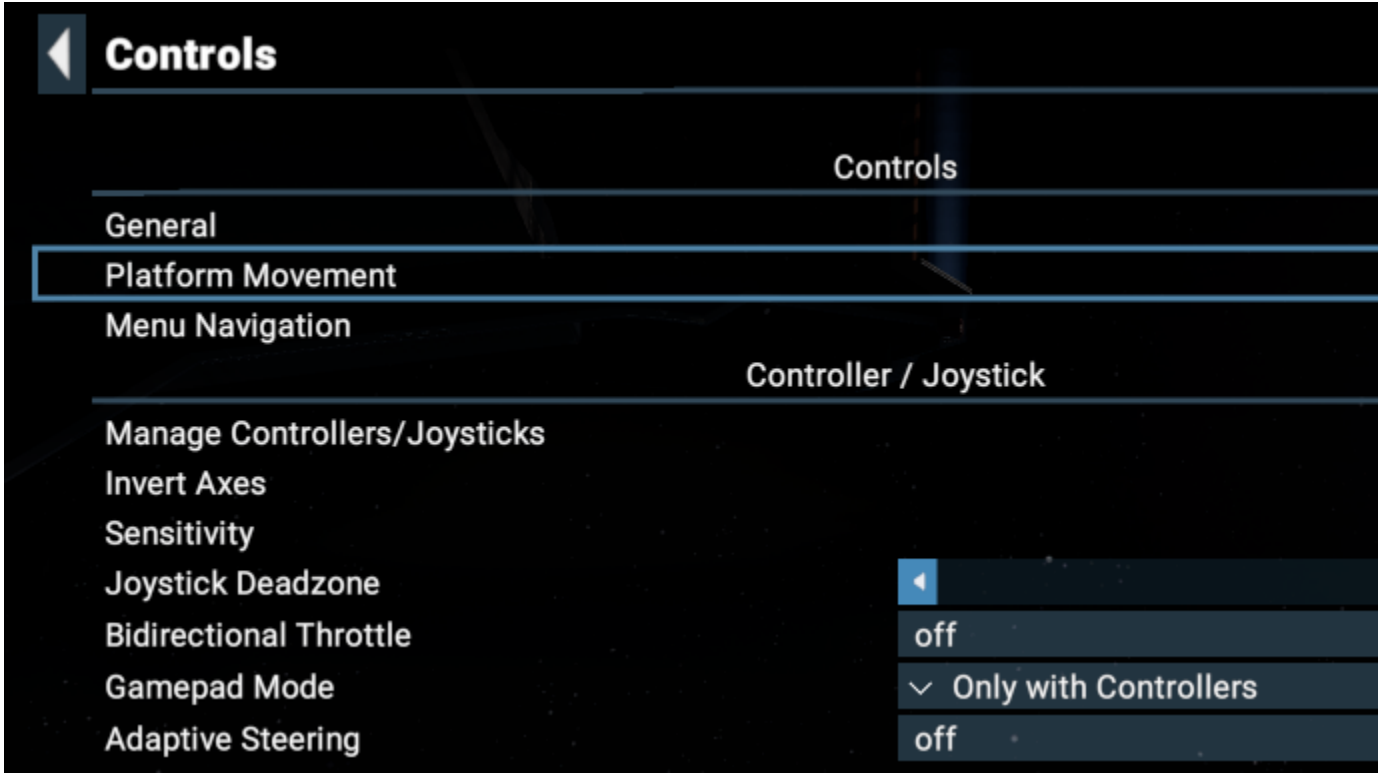 Controls
Controls
General
Platform Movement
Menu Navigation
Controller / Joystick
Manage Controllers/Joysticks
Invert Axes
Sensitivity
Joystick Deadzone
Bidirectional Throttle off
Gamepad Mode Only with Controllers
Adaptive Steering off